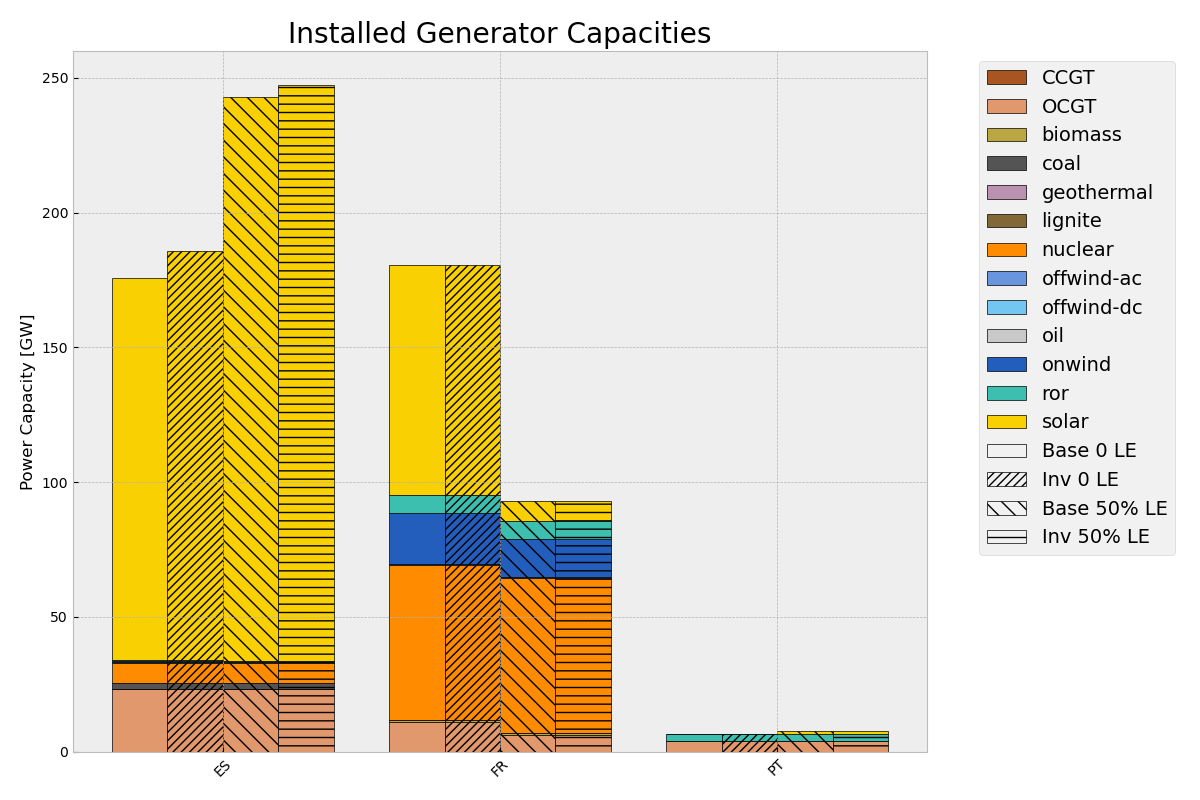 Installed Generator Capacities
Power Capacity [GW]
250
200
150
100
50
0
ES
FR
PT
CCGT
OCGT
biomass
coal
geothermal
lignite
nuclear
offwind-ac
offwind-dc
oil
onwind
ror
solar
Base 0 LE
Inv 0 LE
Base 50% LE
Inv 50% LE